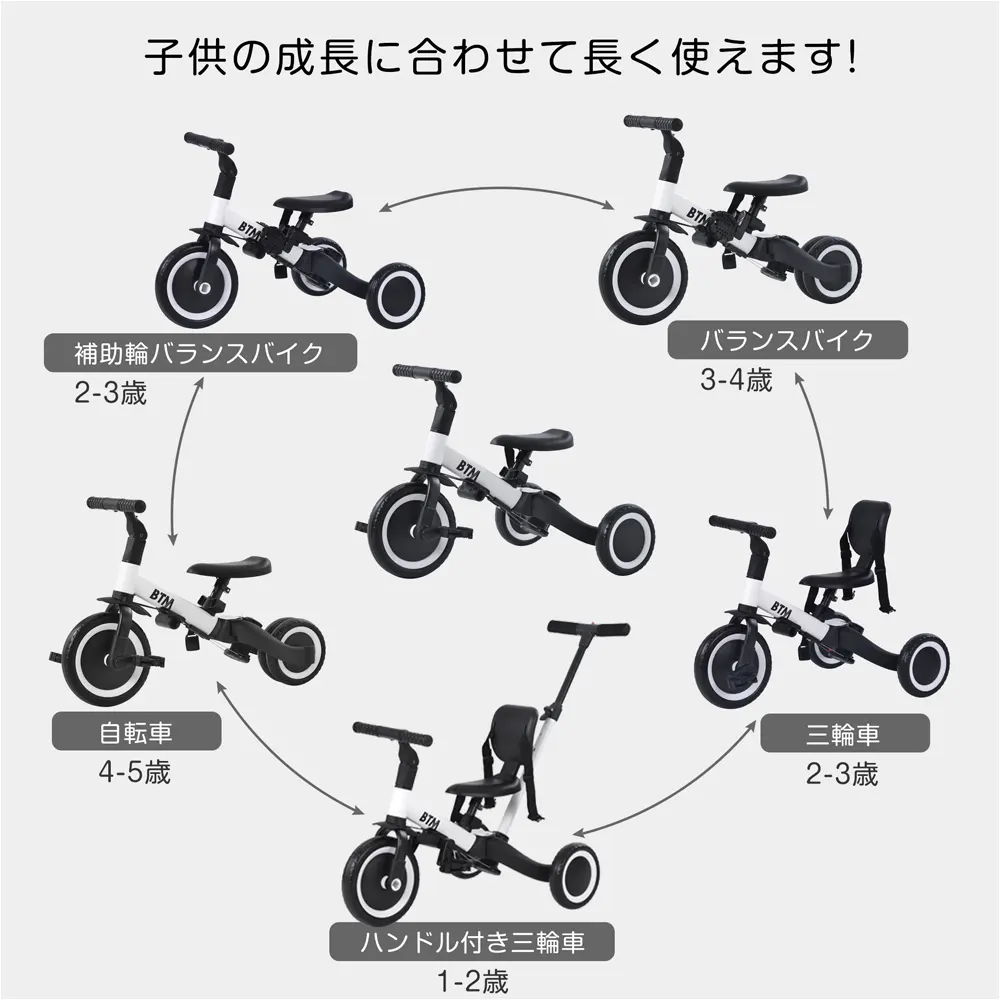 子供の成長に合わせて長く使えます!
BTM
BTM
補助輪バランスバイク
2-3歳
バランスバイク
3-4歳
BTM
BTM
BTM
自転車
4-5歳
三輪車
2-3歳
BTM
ハンドル付き三輪車
1-2歳